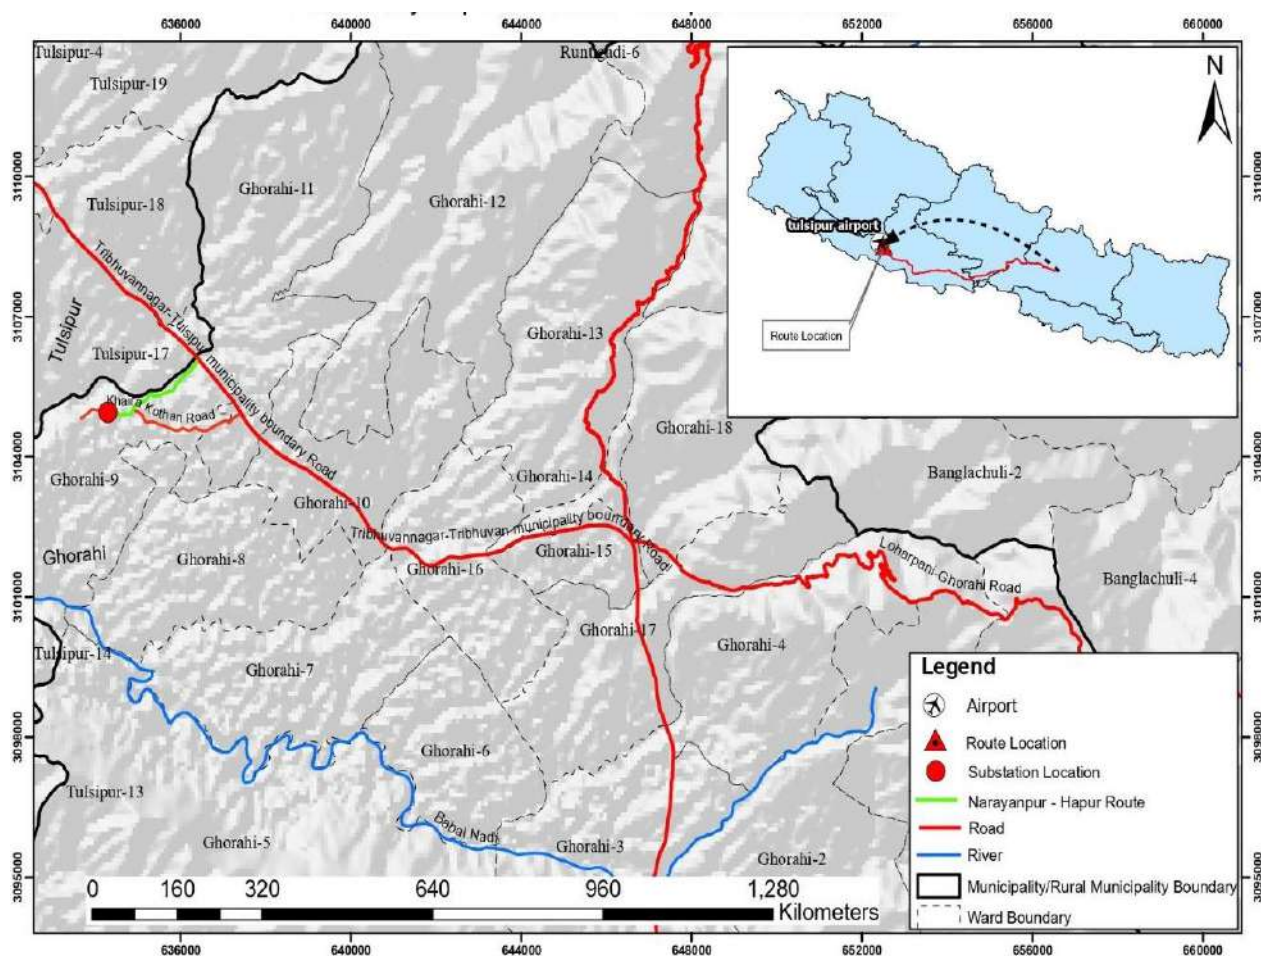 636000
640000
644000
648000
652000
656000
660000
Tulsipur-4
Runtigadi-6
Tulsipur-19
N
3110000
Ghorahi-11
Ghorahi-12
Tulsipur-18
3110000
tulsipur airport
Tribhuvannagar-Tulsipur municipality boundary Road
3107000
Tulsipur
Ghorahi-13
3107000
Route Location
Tulsipur-17
Khaira Kothan Road
Ghorahi-18
3104000
3104000
Ghorahi-9
Ghorahi-14
Banglachuli-2
Ghorahi-10
Tribhuvannagar-Tribhuvan municipality boundary Road
Ghorahi
Ghorahi-8
Ghorahi-15
Ghorahi-16
Loharpani-Ghorahi Road
Banglachuli-4
3101000
3101000
Ghorahi-17
Ghorahi-4
Tulsipur-14
Ghorahi-7
Legend
Airport
Route Location
Substation Location
Narayanpur - Hapur Route
Road
River
Municipality/Rural Municipality Boundary
Ward Boundary
3098000
3098000
Ghorahi-6
Tulsipur-13
Babai Nadi
Ghorahi-5
Ghorahi-3
Ghorahi-2
3095000
3095000
0 160 320 640 960 1,280
Kilometers
636000
640000
644000
648000
652000
656000
660000